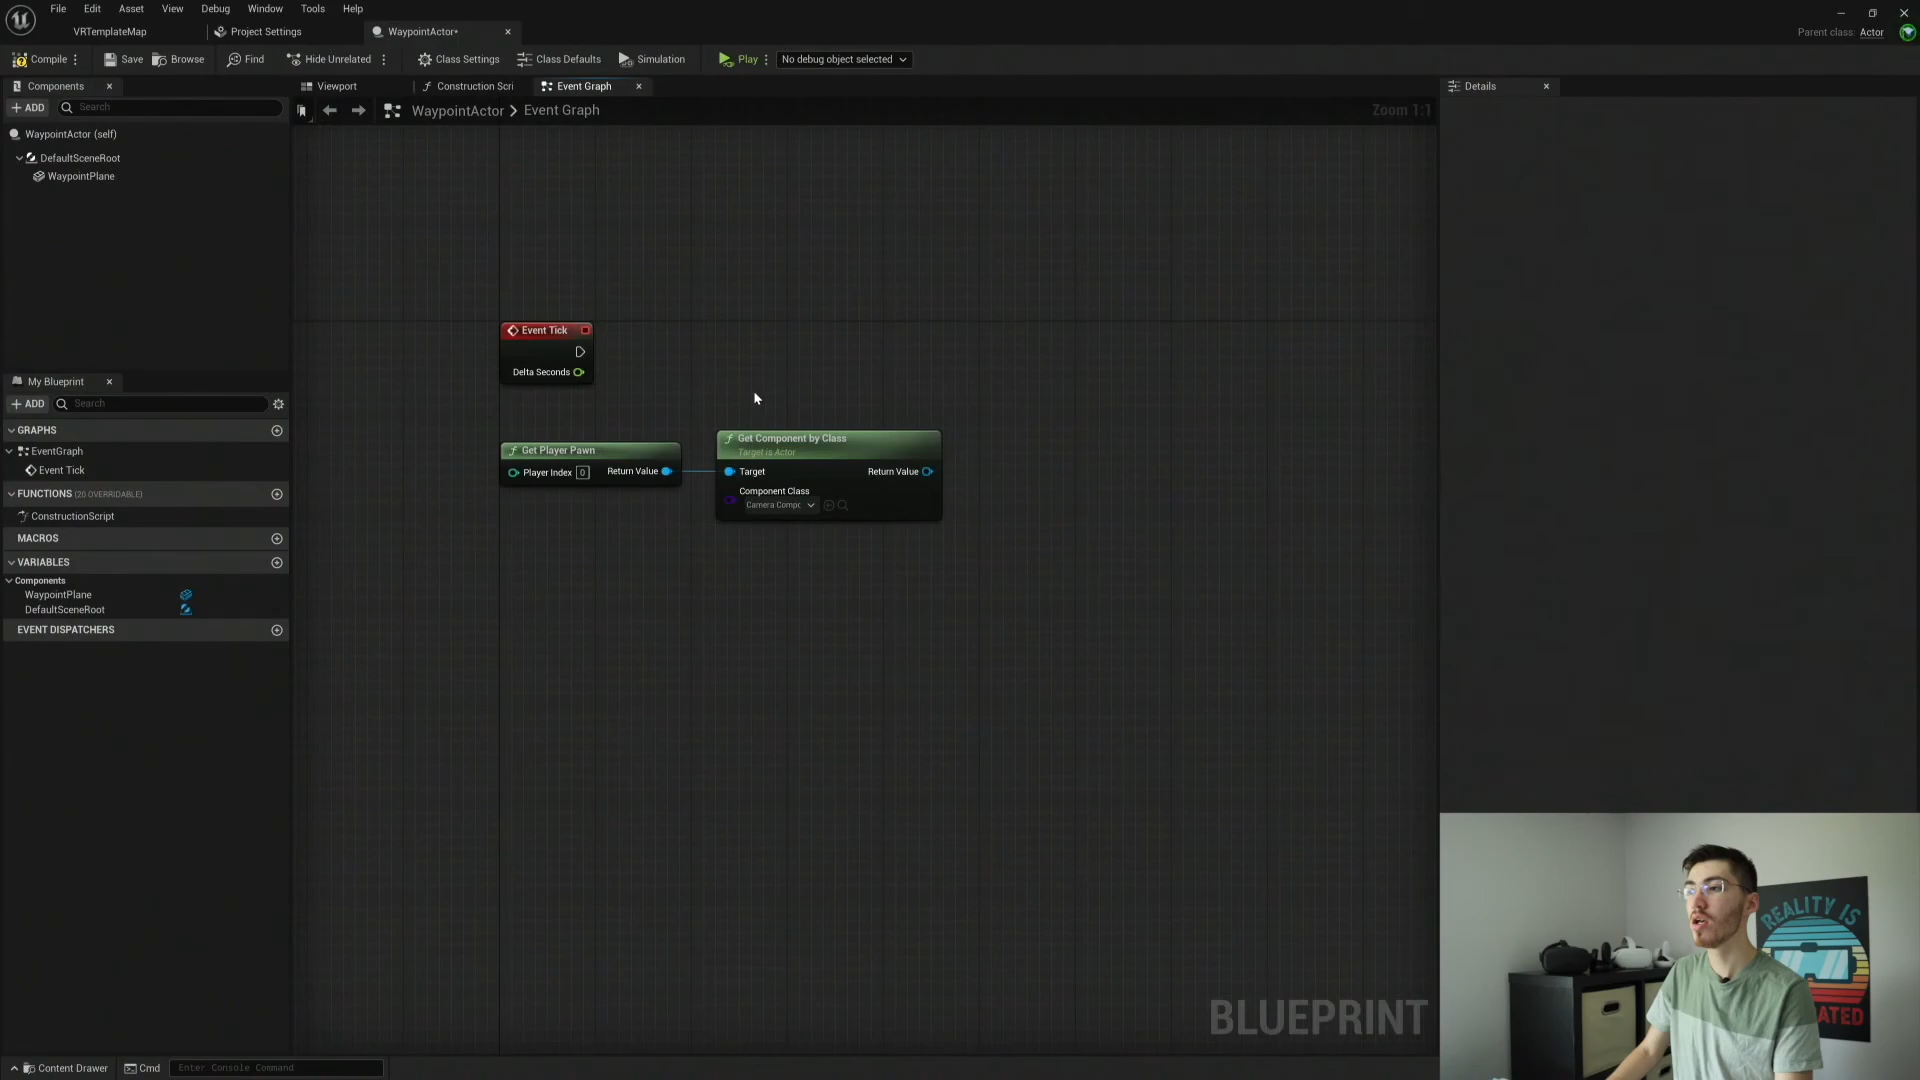 File Edit Asset View Debug Window Tools Help
VRTemplateMap Project Settings WaypointActor*
Parent class: Actor
Compile Save Browse Find Hide Unrelated Class Settings Class Defaults Simulation Play No debug object selected
Components Viewport Construction Scri Event Graph Details
ADD Search
WaypointActor > Event Graph
Zoom 1:1
WaypointActor (self)
DefaultSceneRoot
WaypointPlane
Event Tick
Delta Seconds
Get Player Pawn
Player Index 0 Return Value
Get Component by Class
Target is Actor
Target Return Value
Component Class
Camera Compc
My Blueprint
ADD Search
GRAPHS
EventGraph
Event Tick
FUNCTIONS (20 OVERRIDABLE)
ConstructionScript
MACROS
VARIABLES
Components
WaypointPlane
DefaultSceneRoot
EVENT DISPATCHERS
BLUEPRINT
REALITY IS
ATED
Content Drawer Cmd Enter Console Command